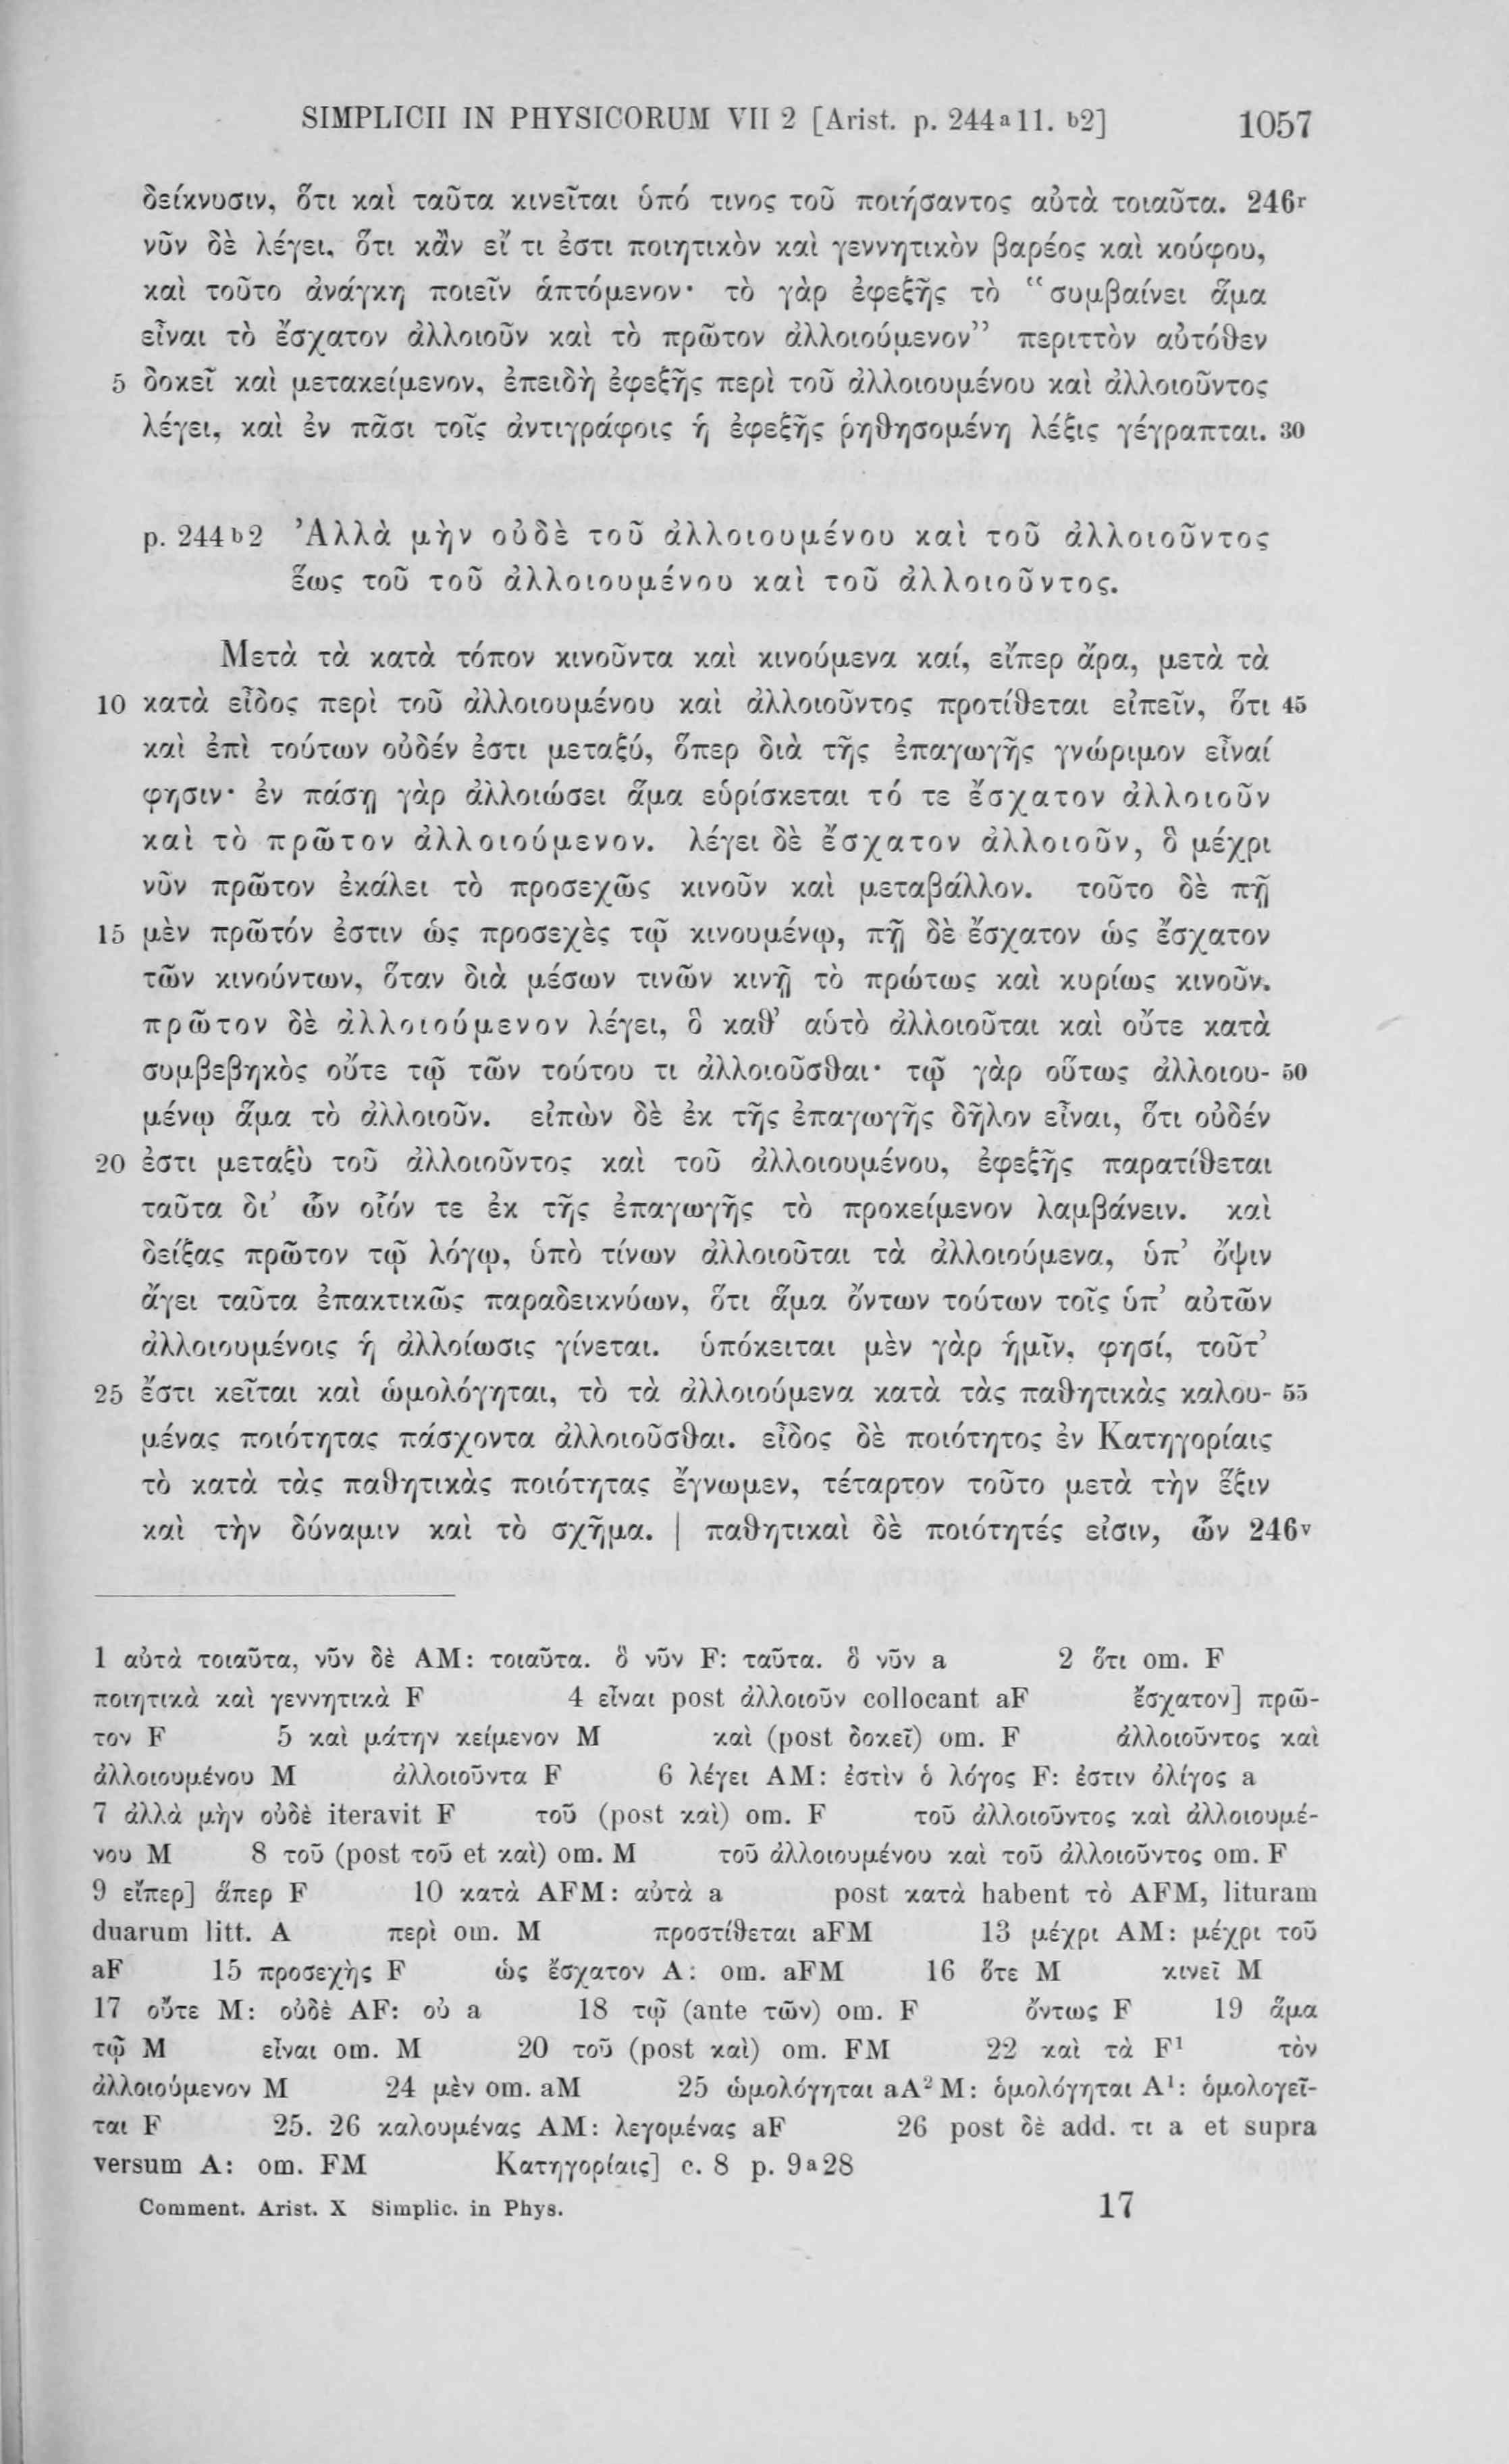 SIMPLICII IN PHYSICORUM VII 2 [Arist. p. 244a11. b2] 1057
δείκνυσιν, ὅτι καὶ ταῦτα κινεῖται ὑπό τινος τοῦ ποιήσαντος αὐτὰ τοιαῦτα. 246r
νῦν δὲ λέγει, ὅτι κἂν εἴ τι ἐστι ποιητικὸν καὶ γεννητικὸν βαρέος καὶ κούφου,
καὶ τοῦτο ἀνάγκη ποιεῖν ἁπτόμενον· τὸ γὰρ ἐφεξῆς τὸ “συμβαίνει ἅμα
εἶναι τὸ ἔσχατον ἀλλοιοῦν καὶ τὸ πρῶτον ἀλλοιούμενον” περιττὸν αὐτόθεν
5 δοκεῖ καὶ μετακείμενον, ἐπειδὴ ἐφεξῆς περὶ τοῦ ἀλλοιουμένου καὶ ἀλλοιοῦντος
λέγει, καὶ ἐν πᾶσι τοῖς ἀντιγράφοις ἡ ἐφεξῆς ῥηθησομένη λέξις γέγραπται. 30
p. 244b2 Ἀλλὰ μὴν οὐδὲ τοῦ ἀλλοιουμένου καὶ τοῦ ἀλλοιοῦντος
ἕως τοῦ τοῦ ἀλλοιουμένου καὶ τοῦ ἀλλοιοῦντος.
Μετὰ τὰ κατὰ τόπον κινοῦντα καὶ κινούμενα καί, εἴπερ ἄρα, μετὰ τὰ
10 κατὰ εἶδος περὶ τοῦ ἀλλοιουμένου καὶ ἀλλοιοῦντος προτίθεται εἰπεῖν, ὅτι 45
καὶ ἐπὶ τούτων οὐδέν ἐστι μεταξύ, ὅπερ διὰ τῆς ἐπαγωγῆς γνώριμον εἶναί
φησιν· ἐν πάσῃ γὰρ ἀλλοιώσει ἅμα εὑρίσκεται τό τε ἔσχατον ἀλλοιοῦν
καὶ τὸ πρῶτον ἀλλοιούμενον. λέγει δὲ ἔσχατον ἀλλοιοῦν, ὃ μέχρι
νῦν πρῶτον ἐκάλει τὸ προσεχῶς κινοῦν καὶ μεταβάλλον. τοῦτο δὲ πῇ
15 μὲν πρῶτόν ἐστιν ὡς προσεχὲς τῷ κινουμένῳ, πῇ δὲ ἔσχατον ὡς ἔσχατον
τῶν κινούντων, ὅταν διὰ μέσων τινῶν κινῇ τὸ πρώτως καὶ κυρίως κινοῦν.
πρῶτον δὲ ἀλλοιούμενον λέγει, ὃ καθ’ αὑτὸ ἀλλοιοῦται καὶ οὔτε κατὰ
συμβεβηκὸς οὔτε τῷ τῶν τούτου τι ἀλλοιοῦσθαι· τῷ γὰρ οὕτως ἀλλοιου- 50
μένῳ ἅμα τὸ ἀλλοιοῦν. εἰπὼν δὲ ἐκ τῆς ἐπαγωγῆς δῆλον εἶναι, ὅτι οὐδέν
20 ἐστι μεταξὺ τοῦ ἀλλοιοῦντος καὶ τοῦ ἀλλοιουμένου, ἐφεξῆς παρατίθεται
ταῦτα δι’ ὧν οἷόν τε ἐκ τῆς ἐπαγωγῆς τὸ προκείμενον λαμβάνειν. καὶ
δείξας πρῶτον τῷ λόγῳ, ὑπὸ τίνων ἀλλοιοῦται τὰ ἀλλοιούμενα, ὑπ’ ὄψιν
ἄγει ταῦτα ἐπακτικῶς παραδεικνύων, ὅτι ἅμα ὄντων τούτων τοῖς ὑπ’ αὐτῶν
ἀλλοιουμένοις ἡ ἀλλοίωσις γίνεται. ὑπόκειται μὲν γὰρ ἡμῖν, φησί, τοῦτ’
25 ἔστι κεῖται καὶ ὡμολόγηται, τὸ τὰ ἀλλοιούμενα κατὰ τὰς παθητικὰς καλου- 55
μένας ποιότητας πάσχοντα ἀλλοιοῦσθαι. εἶδος δὲ ποιότητος ἐν Κατηγορίαις
τὸ κατὰ τὰς παθητικὰς ποιότητας ἔγνωμεν, τέταρτον τοῦτο μετὰ τὴν ἕξιν
καὶ τὴν δύναμιν καὶ τὸ σχῆμα. | παθητικαὶ δὲ ποιότητές εἰσιν, ὧν 246v
1 αὐτὰ τοιαῦτα, νῦν δὲ AM: τοιαῦτα. ὃ νῦν F: ταῦτα. ὃ νῦν a 2 ὅτι om. F
ποιητικὰ καὶ γεννητικὰ F 4 εἶναι post ἀλλοιοῦν collocant aF ἔσχατον] πρῶ-
τον F 5 καὶ μάτην κείμενον M καὶ (post δοκεῖ) om. F ἀλλοιοῦντος καὶ
ἀλλοιουμένου M ἀλλοιοῦντα F 6 λέγει AM: ἐστὶν ὁ λόγος F: ἐστιν ὀλίγος a
7 ἀλλὰ μὴν οὐδὲ iteravit F τοῦ (post καὶ) om. F τοῦ ἀλλοιοῦντος καὶ ἀλλοιουμέ-
νου M 8 τοῦ (post τοῦ et καὶ) om. M τοῦ ἀλλοιουμένου καὶ τοῦ ἀλλοιοῦντος om. F
9 εἴπερ] ἅπερ F 10 κατὰ AFM: αὐτὰ a post κατὰ habent τὸ AFM, lituram
duarum litt. A περὶ om. M προστίθεται aFM 13 μέχρι AM: μέχρι τοῦ
aF 15 προσεχὴς F ὡς ἔσχατον A: om. aFM 16 ὅτε M κινεῖ M
17 οὔτε M: οὐδὲ AF: οὐ a 18 τῷ (ante τῶν) om. F ὄντως F 19 ἅμα
τῷ M εἶναι om. M 20 τοῦ (post καὶ) om. FM 22 καὶ τὰ F¹ τὸν
ἀλλοιούμενον M 24 μὲν om. aM 25 ὡμολόγηται aA²M: ὁμολόγηται A¹: ὁμολογεῖ-
ται F 25. 26 καλουμένας AM: λεγομένας aF 26 post δὲ add. τι a et supra
versum A: om. FM Κατηγορίαις] c. 8 p. 9a28
Comment. Arist. X Simplic. in Phys. 17